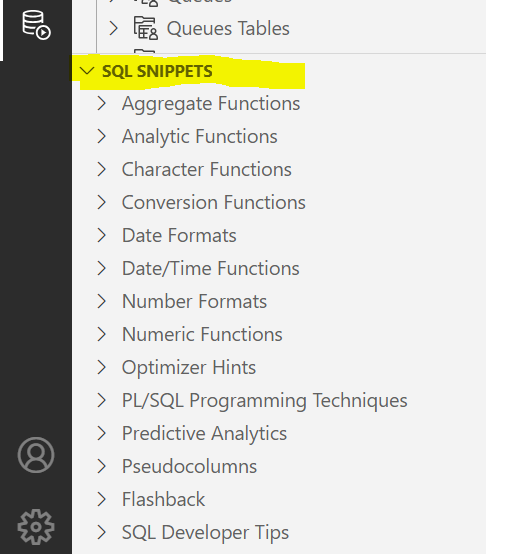 Queues
Queues Tables
SQL SNIPPETS
Aggregate Functions
Analytic Functions
Character Functions
Conversion Functions
Date Formats
Date/Time Functions
Number Formats
Numeric Functions
Optimizer Hints
PL/SQL Programming Techniques
Predictive Analytics
Pseudocolumns
Flashback
SQL Developer Tips